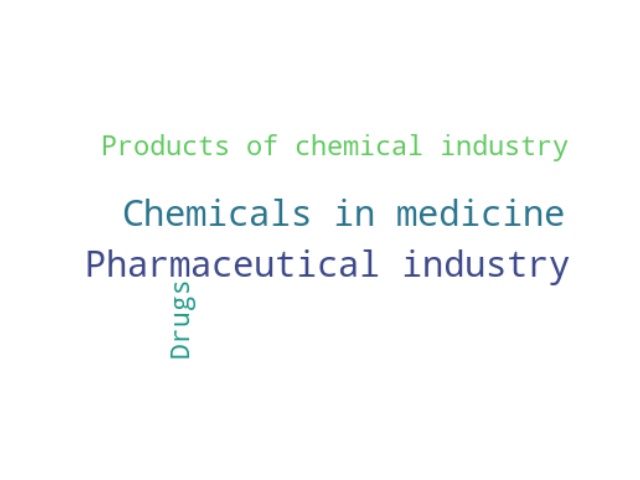 Products of chemical industry
Chemicals in medicine
Pharmaceutical industry
Drugs